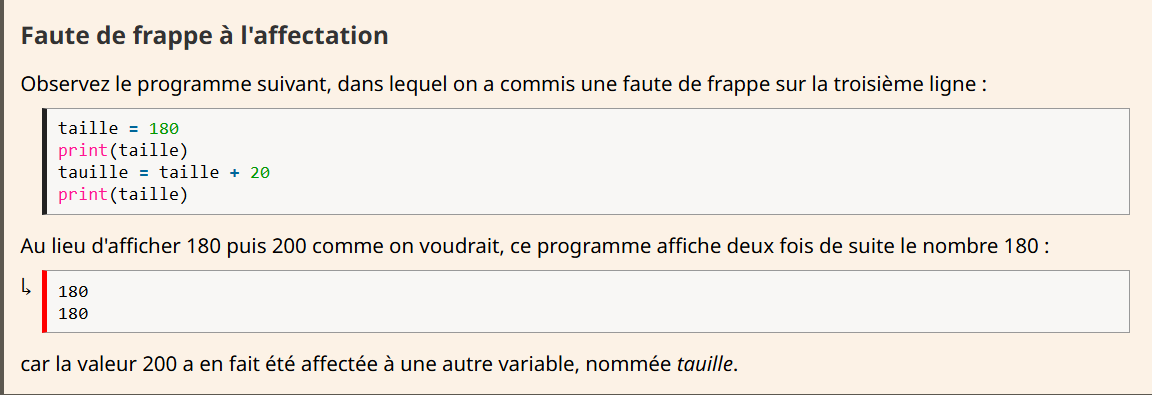 Faute de frappe à l'affectation
Observez le programme suivant, dans lequel on a commis une faute de frappe sur la troisième ligne :
taille = 180
print(taille)
tauille = taille + 20
print(taille)
Au lieu d'afficher 180 puis 200 comme on voudrait, ce programme affiche deux fois de suite le nombre 180 :
↳
180
180
car la valeur 200 a en fait été affectée à une autre variable, nommée tauille.